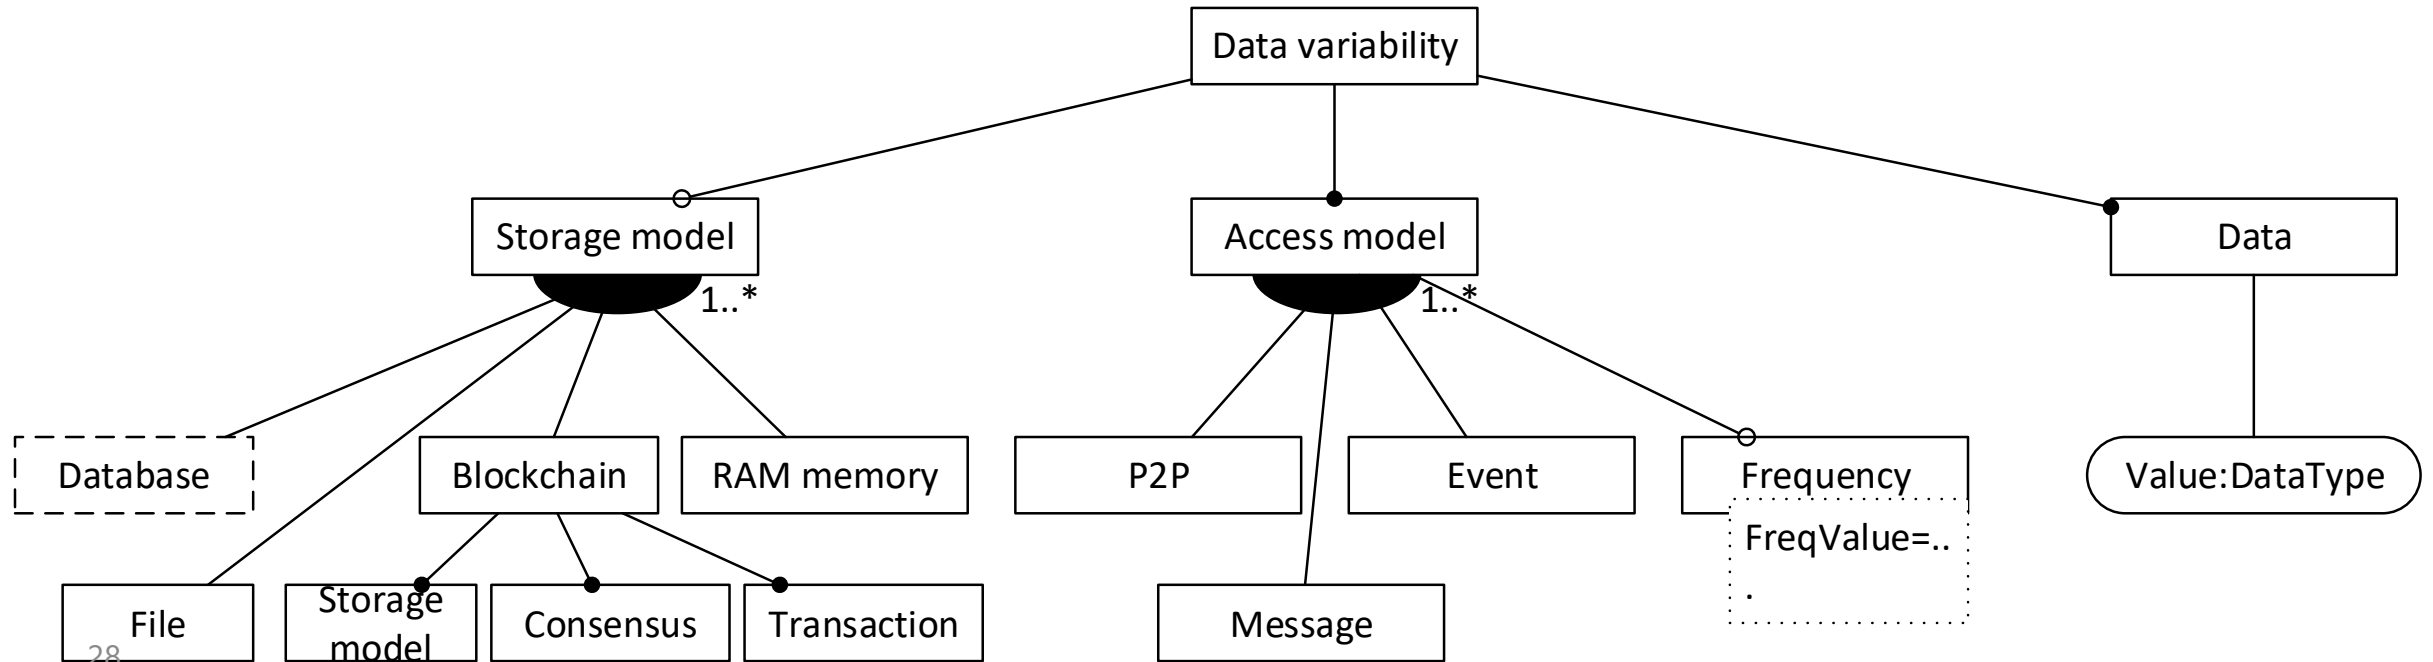 Data variability
Storage model
Access model
Data
1..*
1..*
Database
Blockchain
RAM memory
P2P
Event
Frequency
Value:DataType
FreqValue=..
.
File
Storage
model
Consensus
Transaction
Message
28